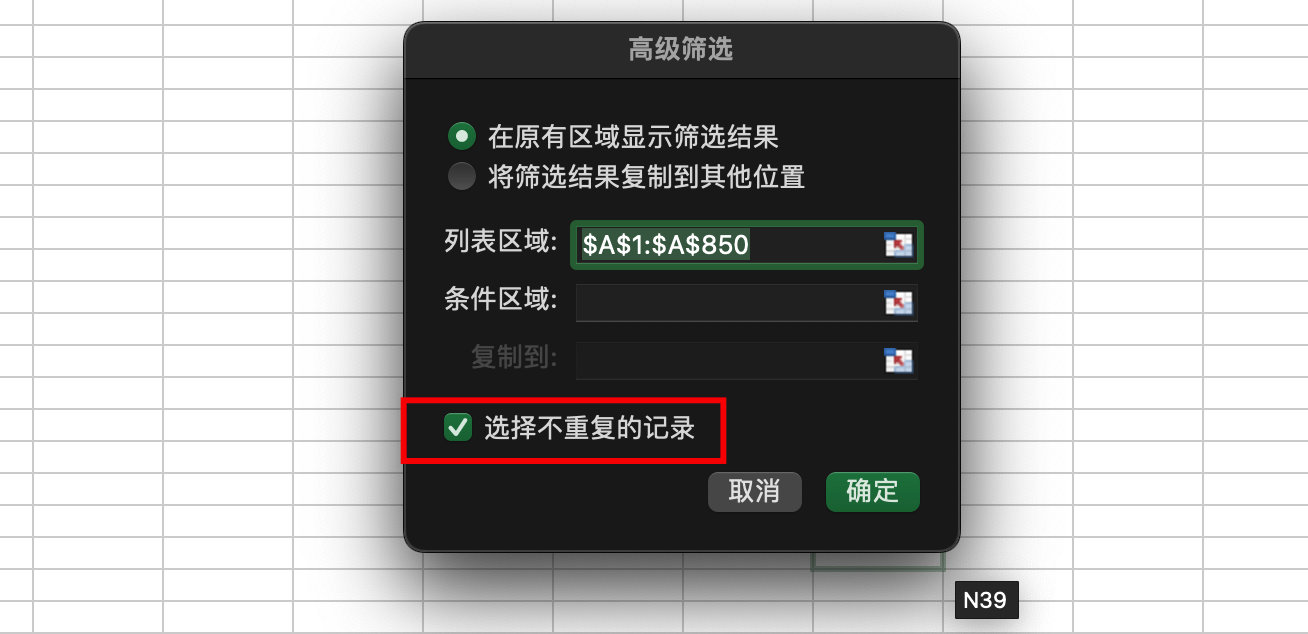 高级筛选
在原有区域显示筛选结果
将筛选结果复制到其他位置
列表区域: $A$1:$A$850
条件区域:
复制到:
选择不重复的记录
取消 确定
N39